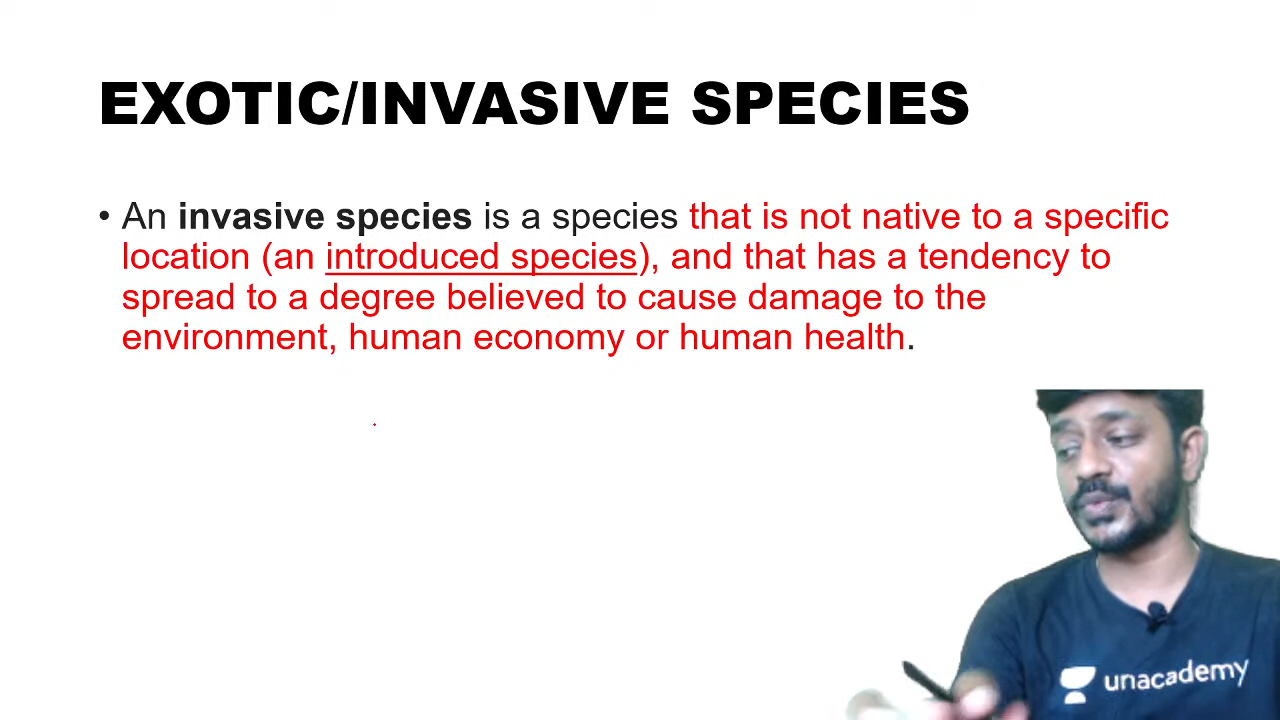 EXOTIC/INVASIVE SPECIES
• An invasive species is a species that is not native to a specific
location (an introduced species), and that has a tendency to
spread to a degree believed to cause damage to the
environment, human economy or human health.
unacademy